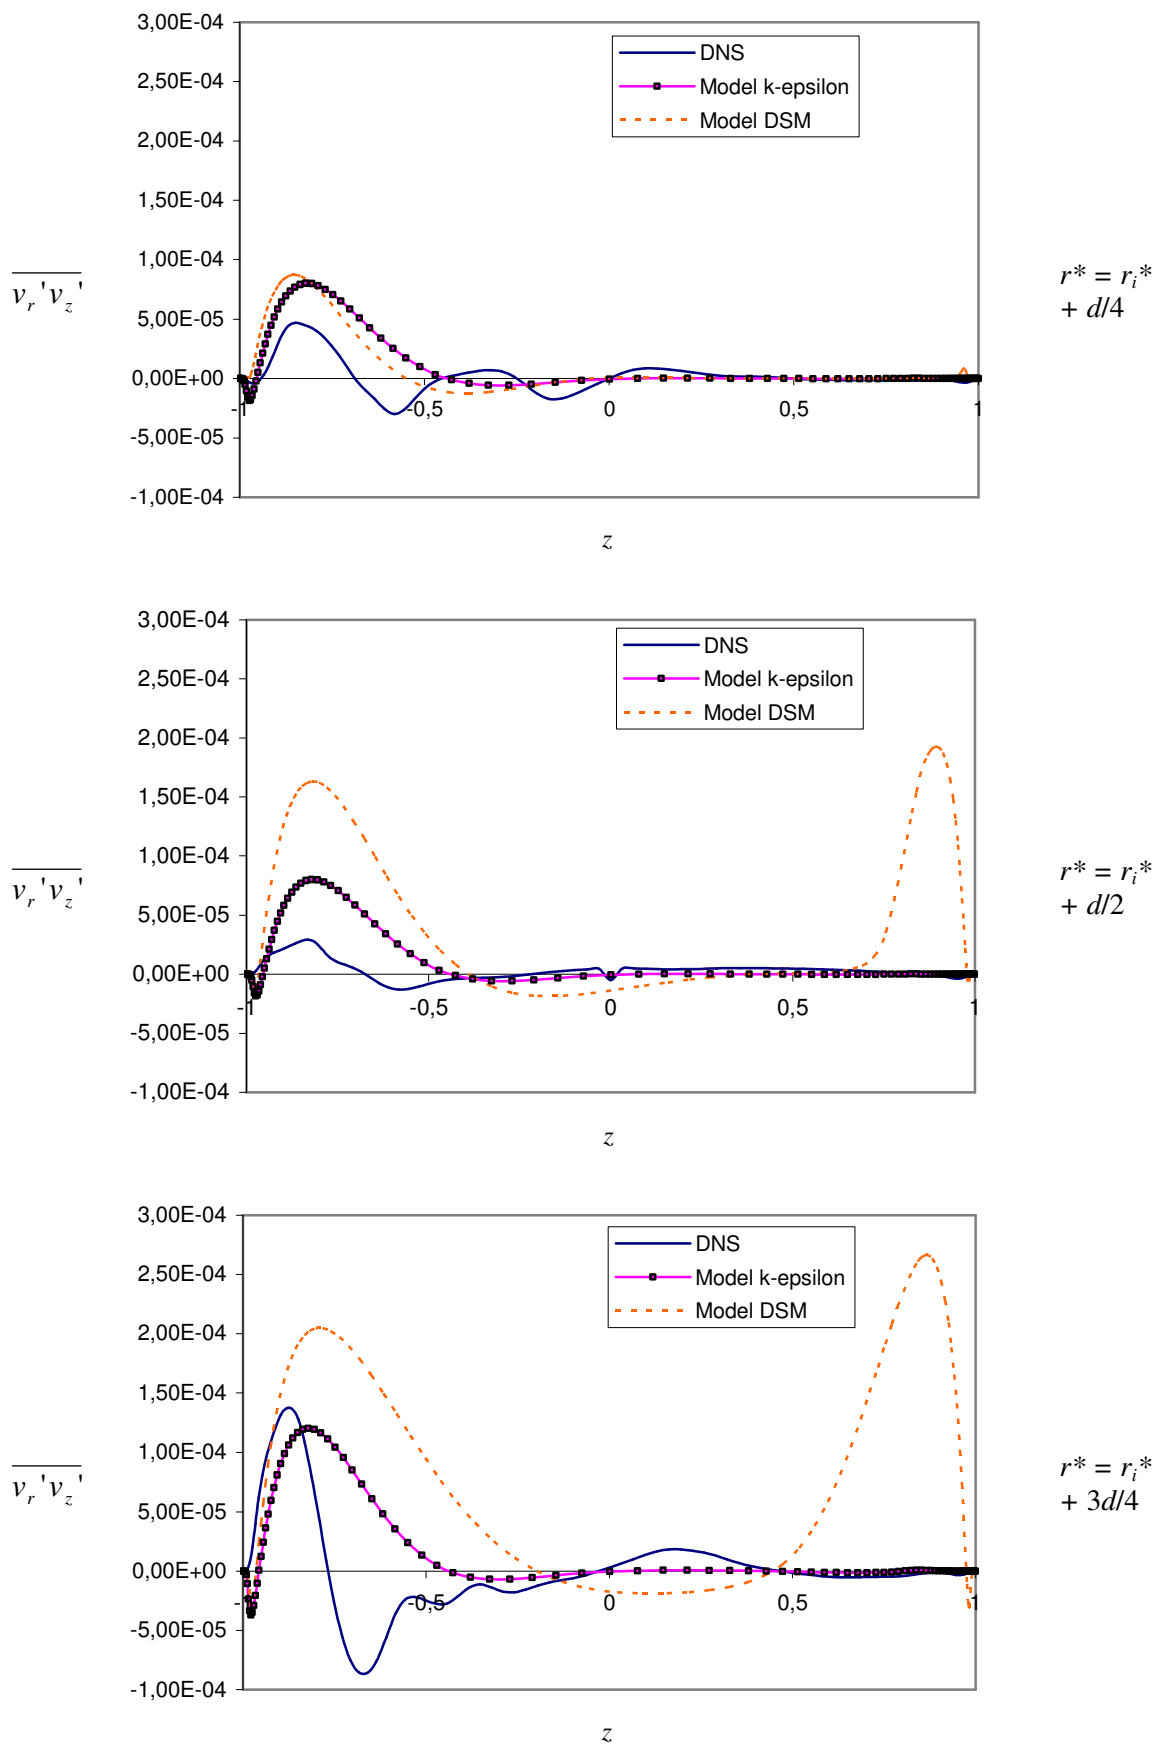 3,00E-04
2,50E-04
2,00E-04
1,50E-04
1,00E-04
5,00E-05
0,00E+00
-5,00E-05
-1,00E-04
DNS
Model k-epsilon
Model DSM
-1
-0,5
0
0,5
1
v_r'v_z'
r* = r_i*
+ d/4
z
3,00E-04
2,50E-04
2,00E-04
1,50E-04
1,00E-04
5,00E-05
0,00E+00
-5,00E-05
-1,00E-04
DNS
Model k-epsilon
Model DSM
-1
-0,5
0
0,5
1
v_r'v_z'
r* = r_i*
+ d/2
z
3,00E-04
2,50E-04
2,00E-04
1,50E-04
1,00E-04
5,00E-05
0,00E+00
-5,00E-05
-1,00E-04
DNS
Model k-epsilon
Model DSM
-1
-0,5
0
0,5
1
v_r'v_z'
r* = r_i*
+ 3d/4
z